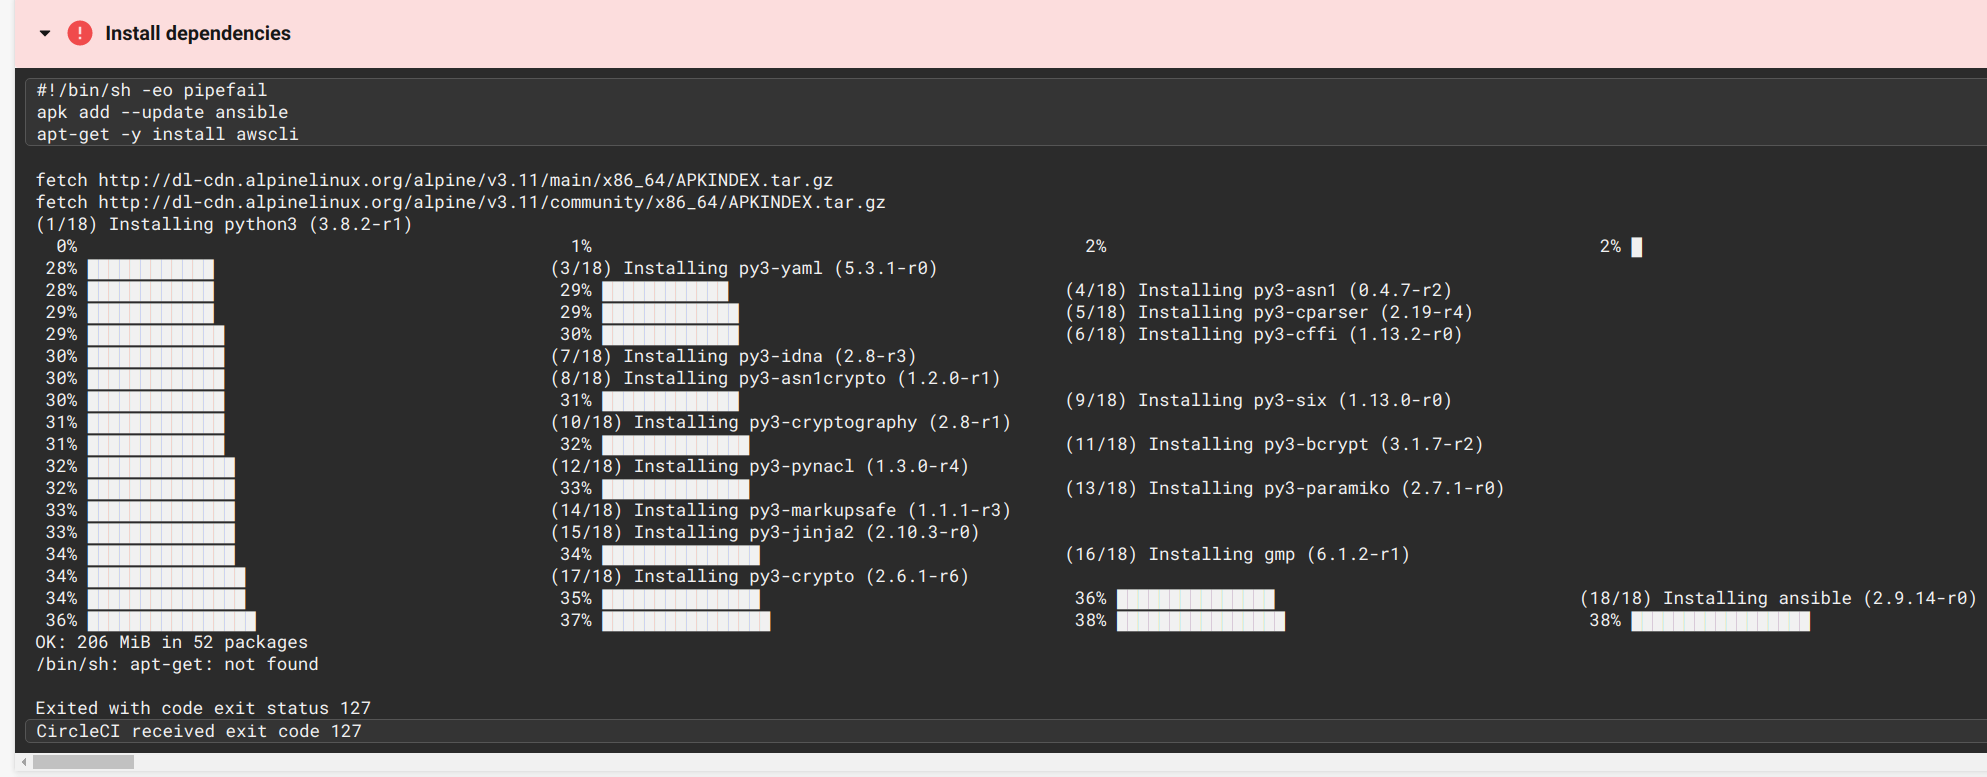 Install dependencies
#!/bin/sh -eo pipefail
apk add --update ansible
apt-get -y install awscli
fetch http://dl-cdn.alpinelinux.org/alpine/v3.11/main/x86_64/APKINDEX.tar.gz
fetch http://dl-cdn.alpinelinux.org/alpine/v3.11/community/x86_64/APKINDEX.tar.gz
(1/18) Installing python3 (3.8.2-r1)
0% 1% 2% 2%
28% (3/18) Installing py3-yaml (5.3.1-r0)
28% 29% (4/18) Installing py3-asn1 (0.4.7-r2)
29% 29% (5/18) Installing py3-cparser (2.19-r4)
29% 30% (6/18) Installing py3-cffi (1.13.2-r0)
30% (7/18) Installing py3-idna (2.8-r3)
30% (8/18) Installing py3-asn1crypto (1.2.0-r1)
30% 31% (9/18) Installing py3-six (1.13.0-r0)
31% (10/18) Installing py3-cryptography (2.8-r1)
31% 32% (11/18) Installing py3-bcrypt (3.1.7-r2)
32% (12/18) Installing py3-pynacl (1.3.0-r4)
32% 33% (13/18) Installing py3-paramiko (2.7.1-r0)
33% (14/18) Installing py3-markupsafe (1.1.1-r3)
33% (15/18) Installing py3-jinja2 (2.10.3-r0)
34% 34% (16/18) Installing gmp (6.1.2-r1)
34% (17/18) Installing py3-crypto (2.6.1-r6)
34% 35% 36% (18/18) Installing ansible (2.9.14-r0)
36% 37% 38% 38%
OK: 206 MiB in 52 packages
/bin/sh: apt-get: not found
Exited with code exit status 127
CircleCI received exit code 127